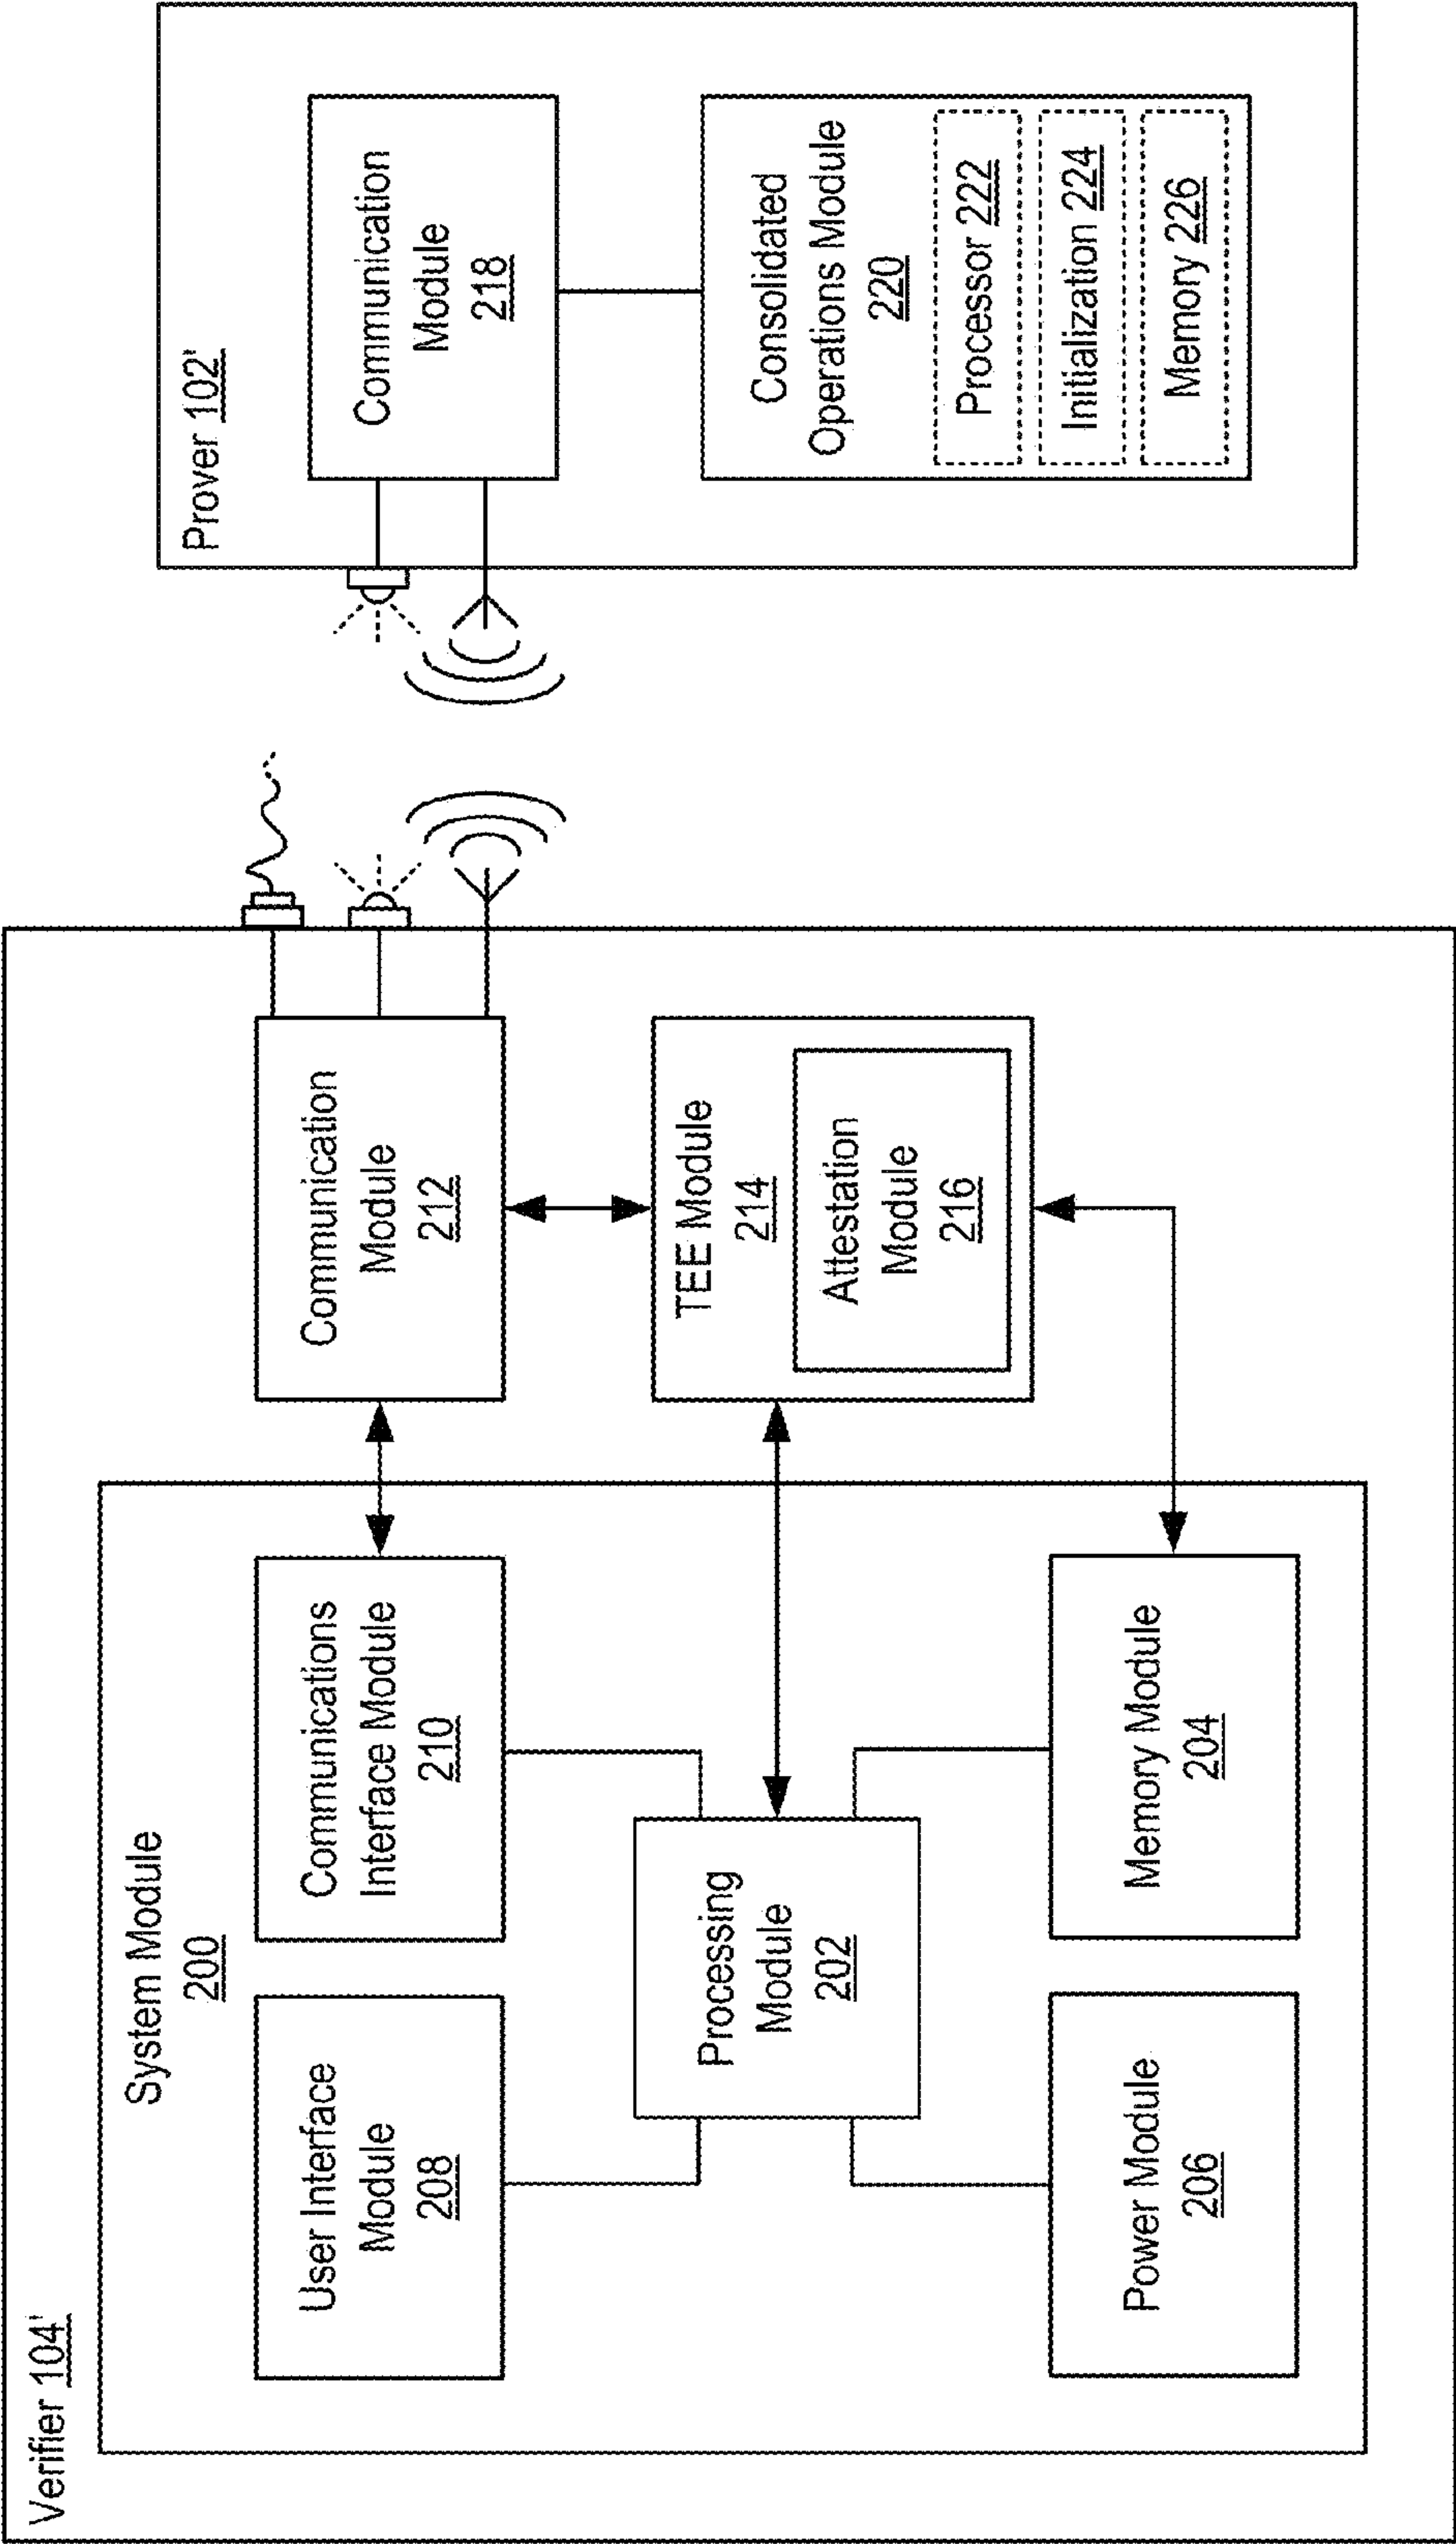 Verifier 104'
System Module
200
User Interface
Module
208
Communications
Interface Module
210
Processing
Module
202
Power Module
206
Memory Module
204
Communication
Module
212
TEE Module
214
Attestation
Module
216
Prover 102'
Communication
Module
218
Consolidated
Operations Module
220
Processor 222
Initialization 224
Memory 226